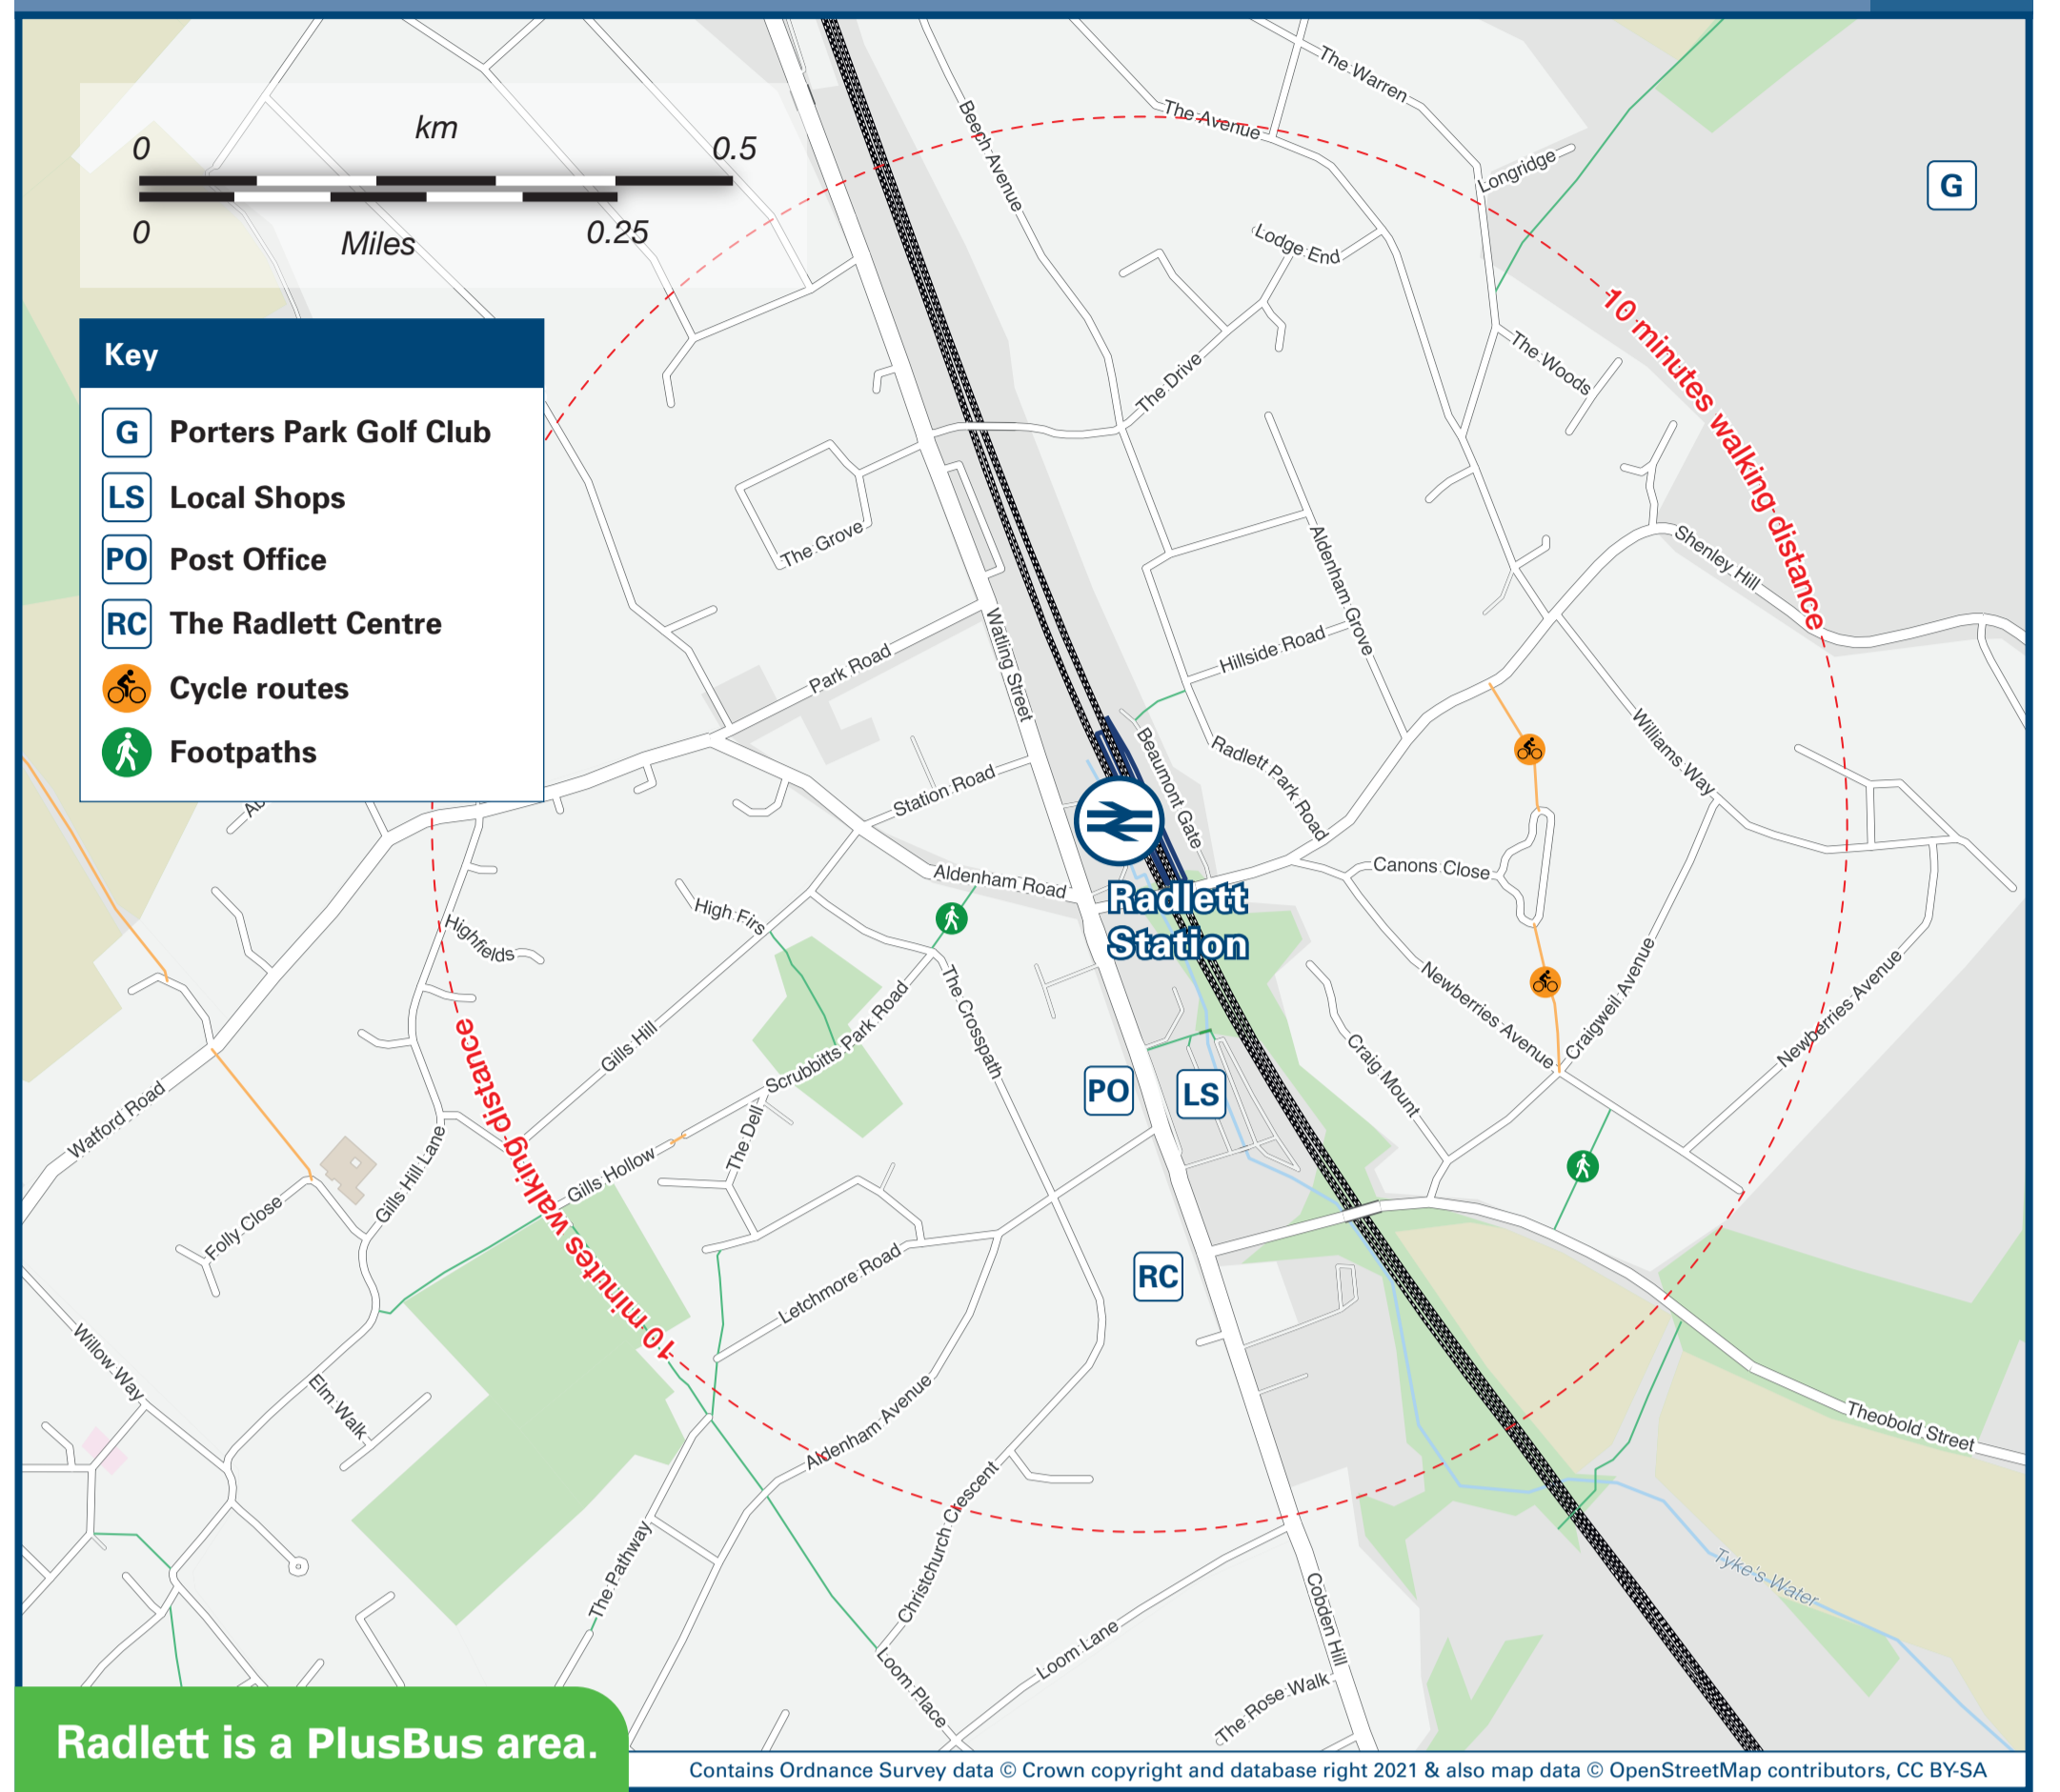 km
0
0.5
0
Miles
0.25
Key
G
Porters Park Golf Club
LS
Local Shops
PO
Post Office
RC
The Radlett Centre
Cycle routes
Footpaths
The Warren
The Avenue
Beech Avenue
Longridge
G
Lodge End
10 minutes walking distance
The Woods
The Drive
The Grove
Aldenham Grove
Shenley Hill
Watling Street
Hillside Road
Park Road
Williams Way
Beaumont Gate
Radlett Park Road
Station Road
Canons Close
Aldenham Road
Radlett
Station
High Firs
Highfields
The Crosspath
Newberries Avenue
Craigweil Avenue
Newberries Avenue
Scrubbitts Park Road
Gills Hill
Craig Mount
PO
LS
Watford Road
The Dell
Gills Hill Lane
Gills Hollow
10 minutes walking distance
Folly Close
RC
Letchmore Road
Willow Way
Elm Walk
Aldenham Avenue
Theobold Street
Christchurch Crescent
The Pathway
Tyke's Water
Cobden Hill
Loom Lane
Loom Place
The Rose Walk
Radlett is a PlusBus area.
Contains Ordnance Survey data © Crown copyright and database right 2021 & also map data © OpenStreetMap contributors, CC BY-SA